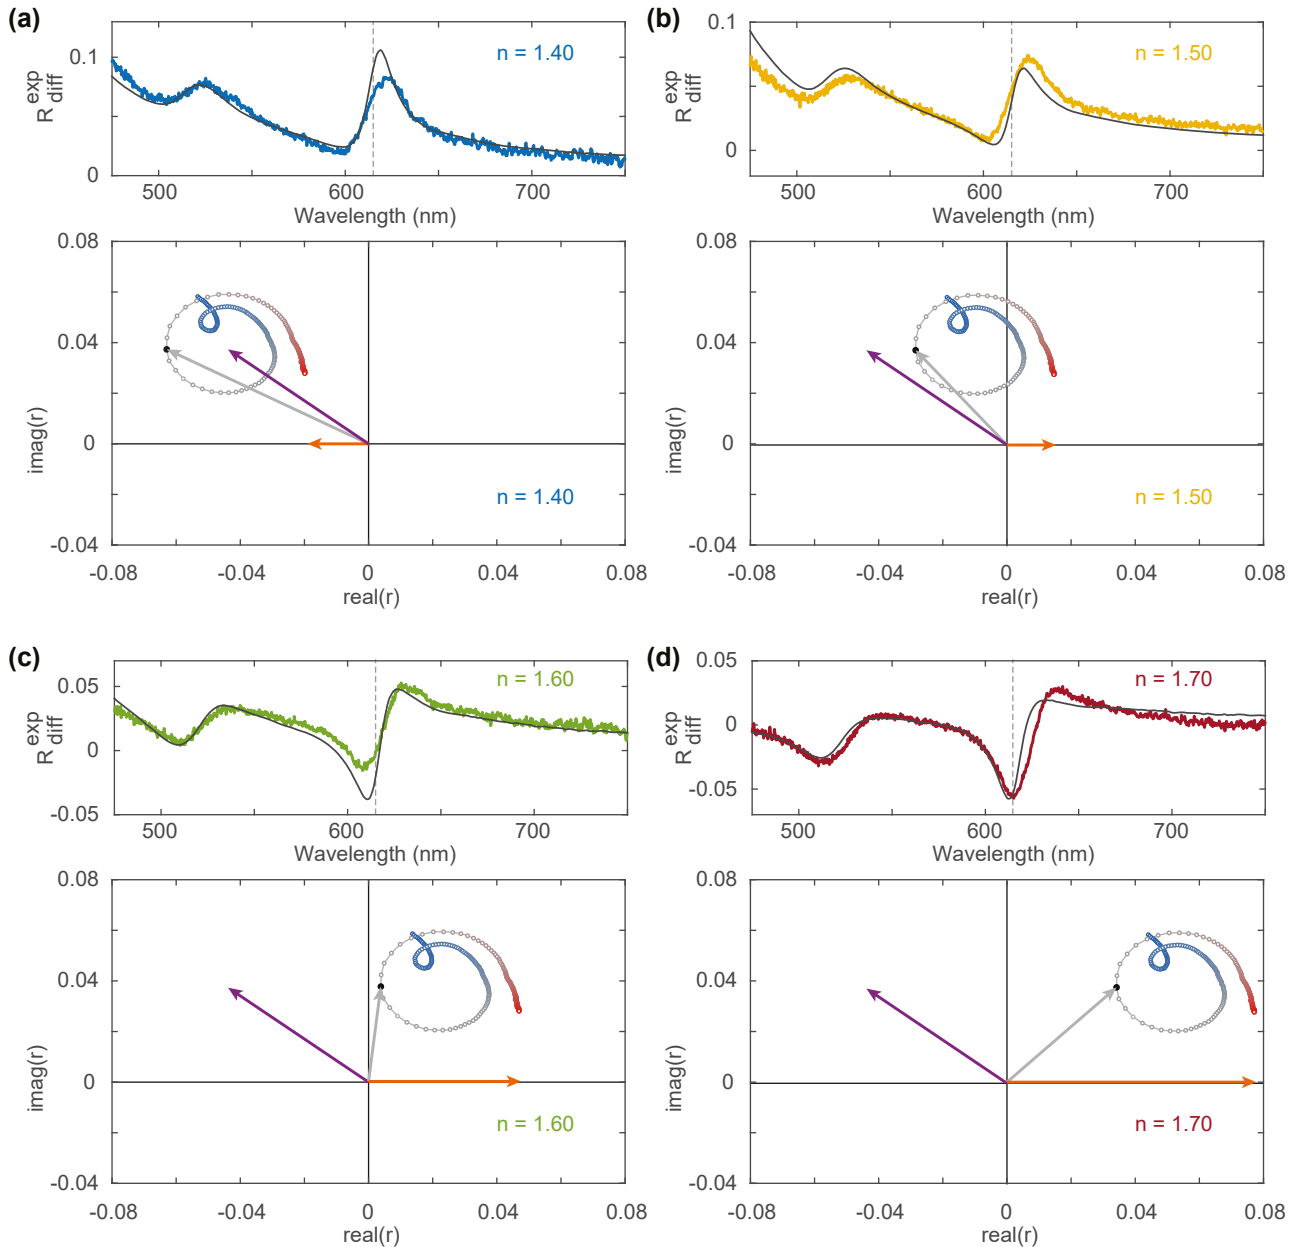 (a)
R exp diff
0.1
0
n = 1.40
500
600
700
Wavelength (nm)
imag(r)
0.08
0.04
0
-0.04
n = 1.40
-0.08
-0.04
0
0.04
0.08
real(r)
(b)
R exp diff
0.1
0
n = 1.50
500
600
700
Wavelength (nm)
imag(r)
0.08
0.04
0
-0.04
n = 1.50
-0.08
-0.04
0
0.04
0.08
real(r)
(c)
R exp diff
0.05
0
-0.05
n = 1.60
500
600
700
Wavelength (nm)
imag(r)
0.08
0.04
0
-0.04
n = 1.60
-0.08
-0.04
0
0.04
0.08
real(r)
(d)
R exp diff
0.05
0
-0.05
n = 1.70
500
600
700
Wavelength (nm)
imag(r)
0.08
0.04
0
-0.04
n = 1.70
-0.08
-0.04
0
0.04
0.08
real(r)